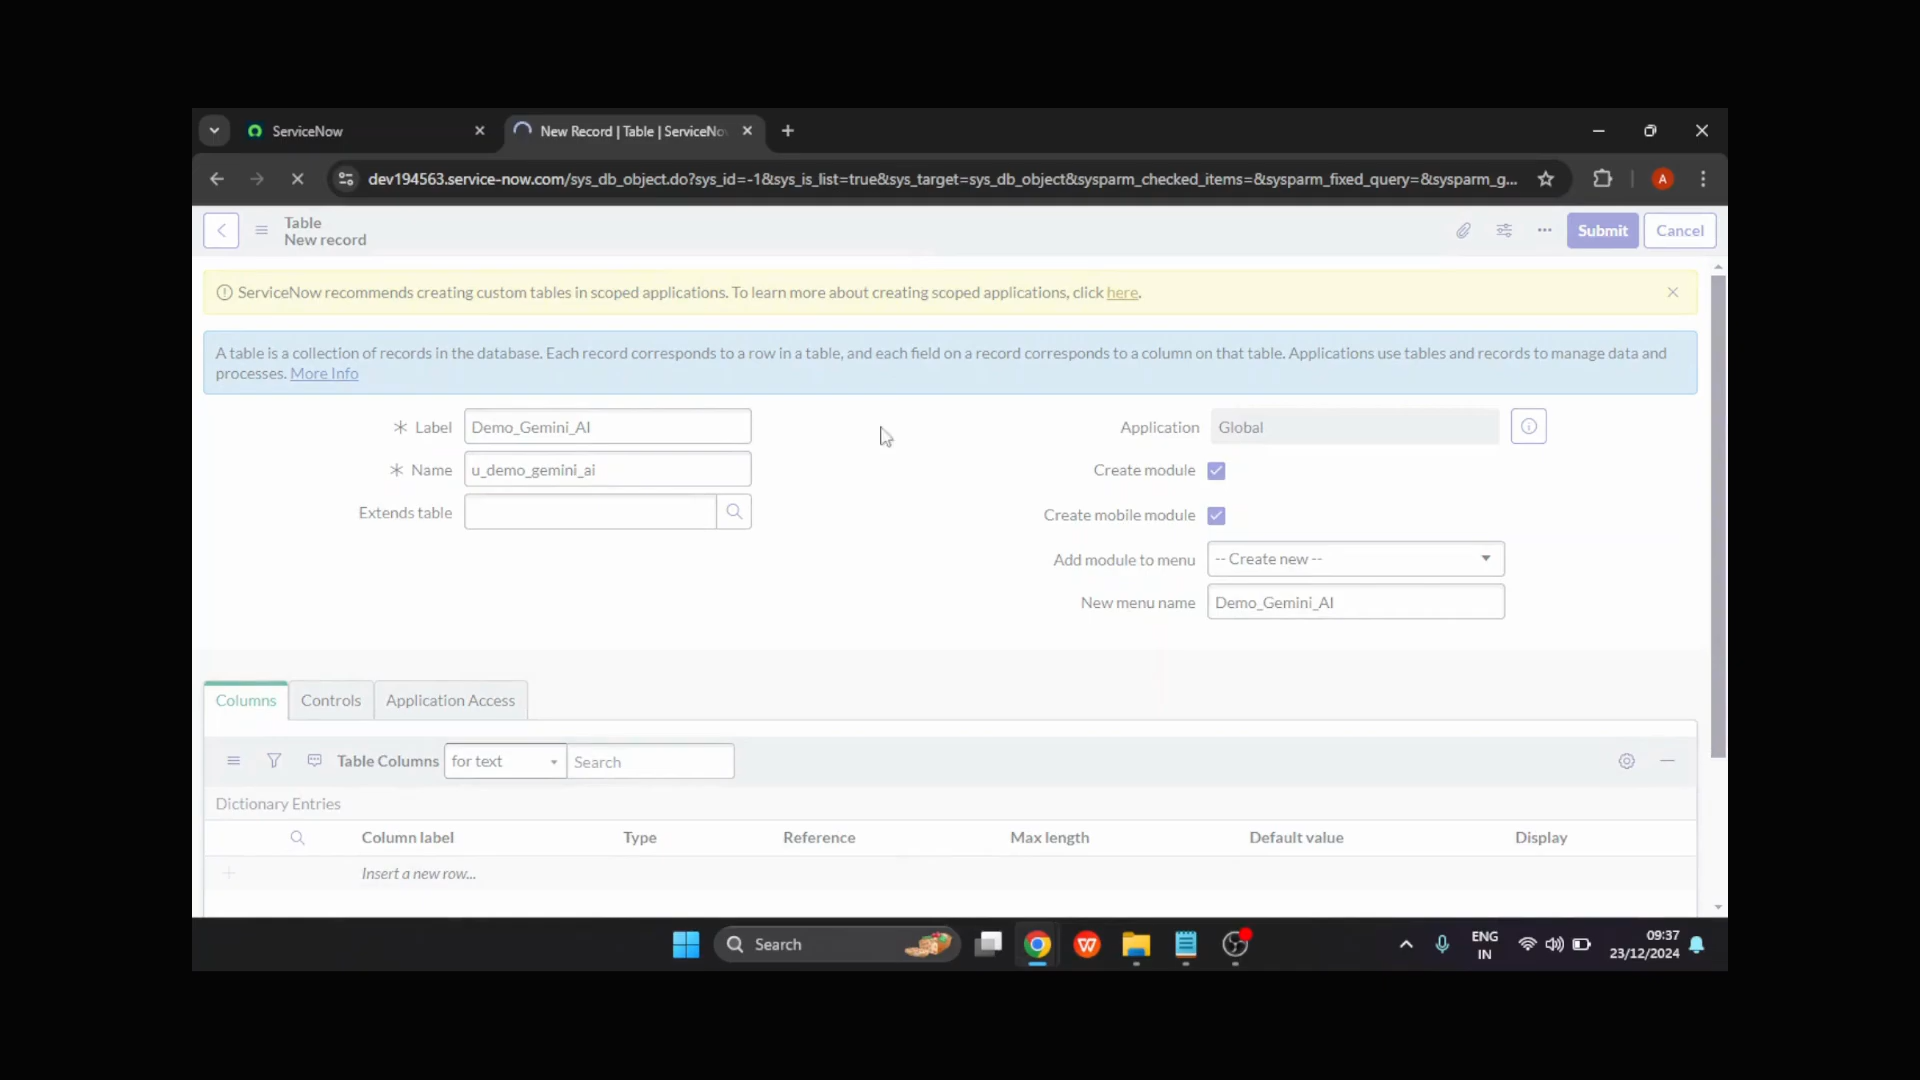 ServiceNow
New Record | Table | ServiceNo
dev194563.service-now.com/sys_db_object.do?sys_id=-1&sys_is_list=true&sys_target=sys_db_object&sysparm_checked_items=&sysparm_fixed_query=&sysparm_g...
A
Table
New record
Submit
Cancel
ServiceNow recommends creating custom tables in scoped applications. To learn more about creating scoped applications, click here.
A table is a collection of records in the database. Each record corresponds to a row in a table, and each field on a record corresponds to a column on that table. Applications use tables and records to manage data and
processes. More Info
Label Demo_Gemini_AI
Application Global
Name u_demo_gemini_ai
Create module
Extends table
Create mobile module
Add module to menu -- Create new --
New menu name Demo_Gemini_AI
Columns Controls Application Access
Table Columns for text Search
Dictionary Entries
Column label Type Reference Max length Default value Display
Insert a new row...
Search
W
ENG
IN
09:37
23/12/2024